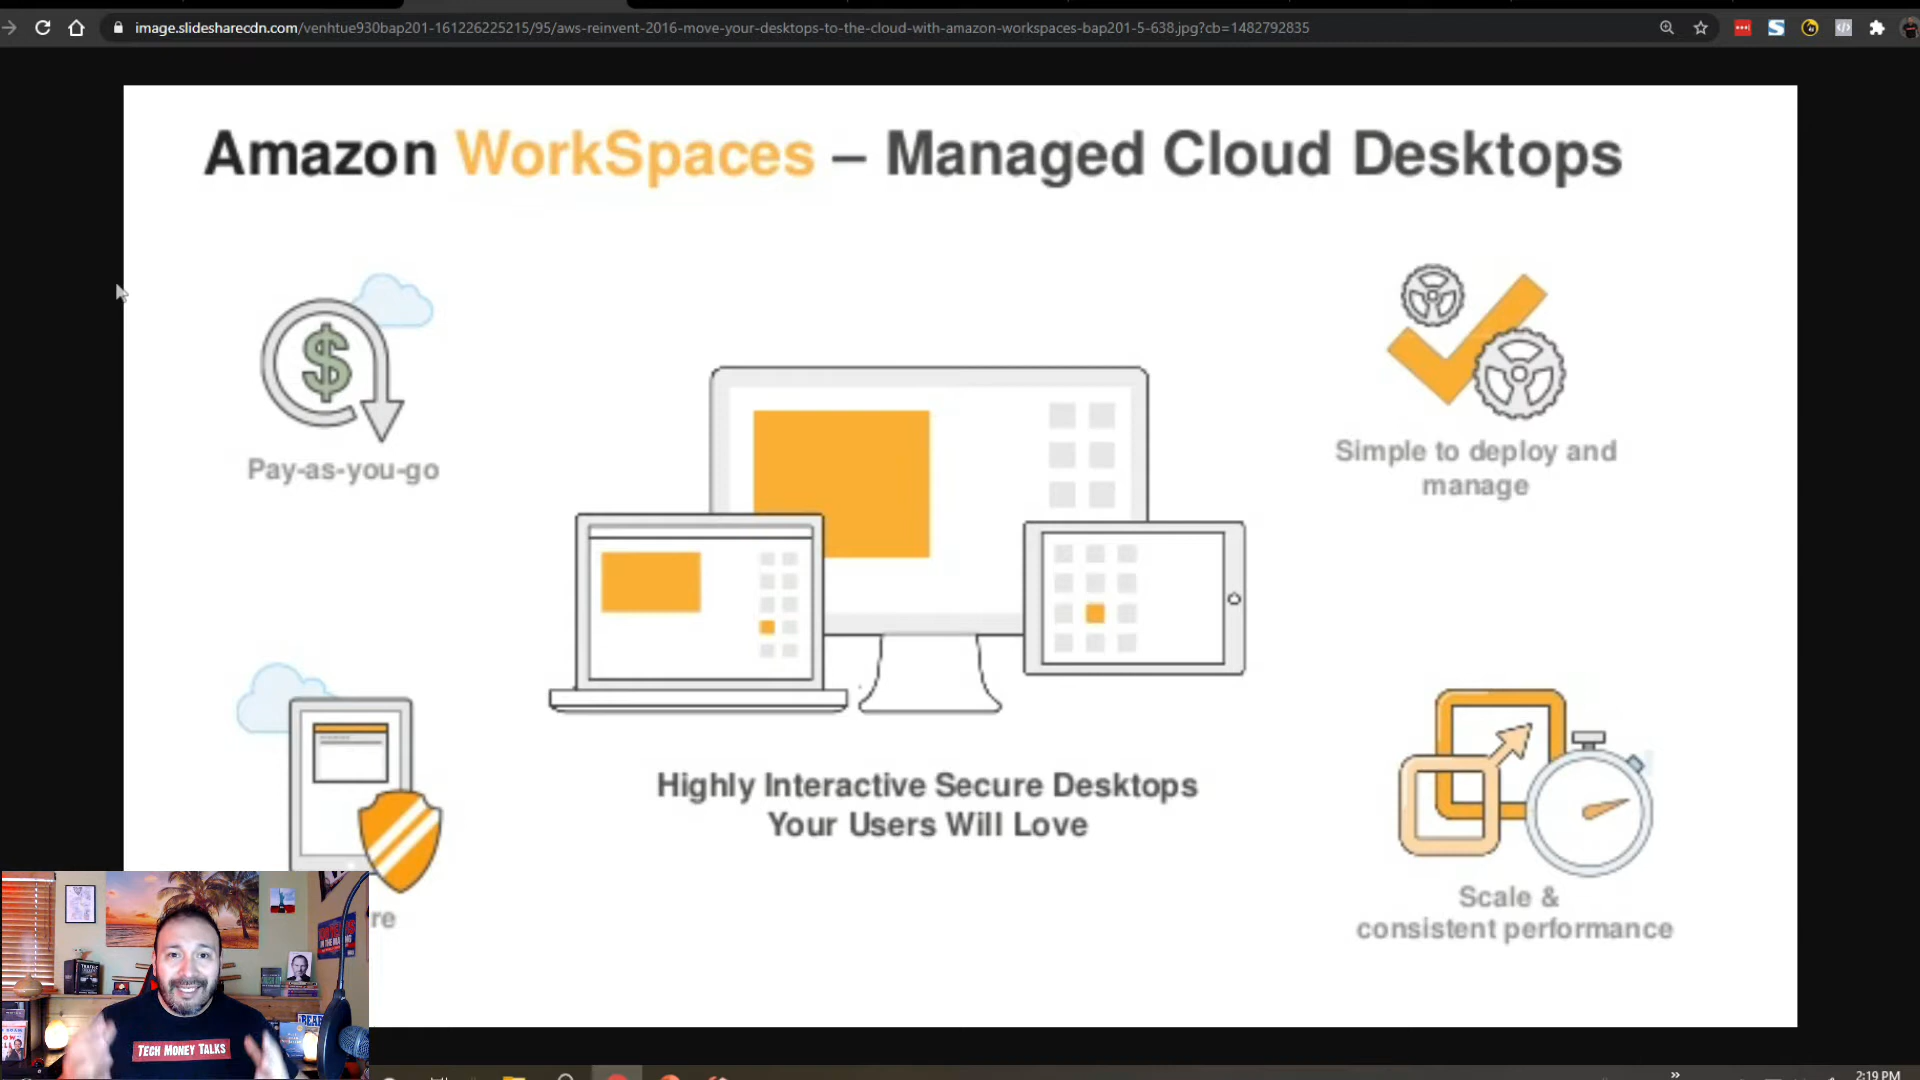 image.slidesharecdn.com/venhtue930bap201-161226225215/95/aws-reinvent-2016-move-your-desktops-to-the-cloud-with-amazon-workspaces-bap201-5-638.jpg?cb=1482792835
Amazon WorkSpaces – Managed Cloud Desktops
Pay-as-you-go
Simple to deploy and
manage
Highly Interactive Secure Desktops
Your Users Will Love
re
Scale &
consistent performance
TECH MONEY TALKS
2:19 PM